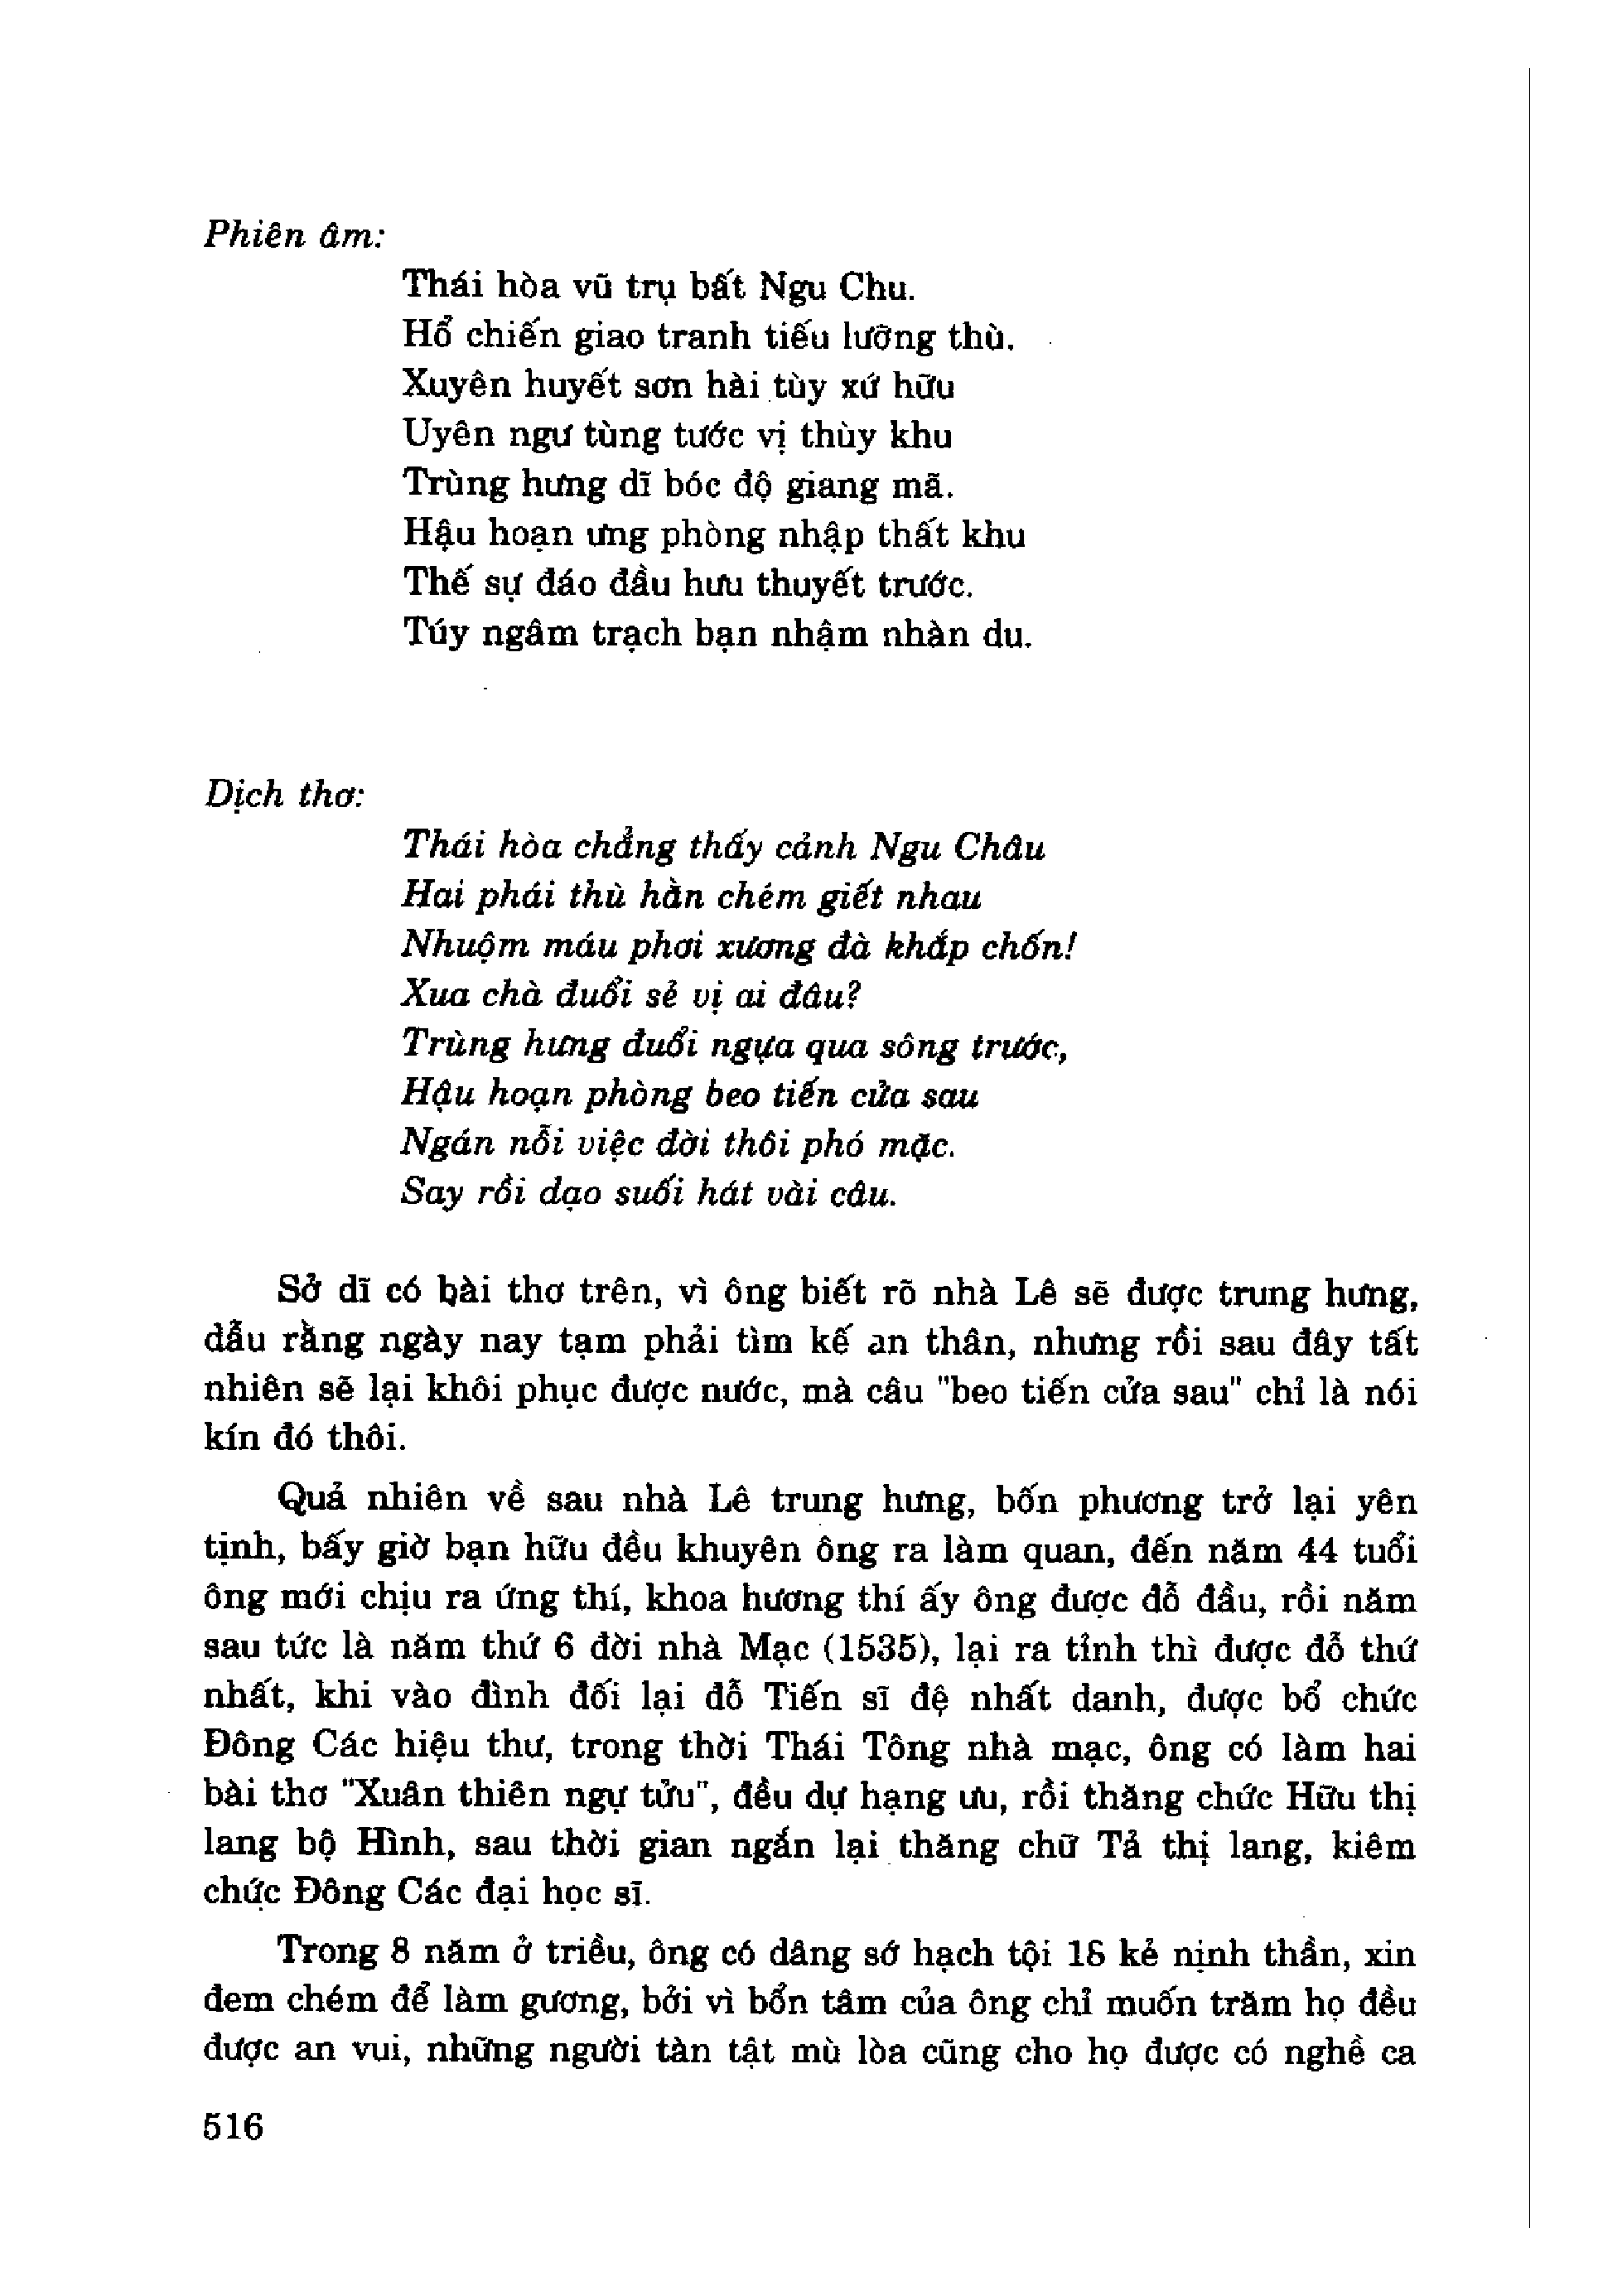 Phiên âm:
Thái hòa vũ trụ bất Ngu Chu.
Hổ chiến giao tranh tiếu lưỡng thù.
Xuyên huyết sơn hài tùy xứ hữu
Uyên ngư tùng tước vị thùy khu
Trùng hưng dĩ bóc độ giang mã.
Hậu hoạn ưng phòng nhập thất khu
Thế sự đáo đầu hưu thuyết trước.
Túy ngâm trạch bạn nhậm nhàn du.
Dịch thơ:
Thái hòa chẳng thấy cảnh Ngu Châu
Hai phái thù hằn chém giết nhau
Nhuộm máu phơi xương đà khắp chốn!
Xua chà đuổi sẻ vị ai đâu?
Trùng hưng đuổi ngựa qua sông trước,
Hậu hoạn phòng beo tiến cửa sau
Ngán nỗi việc đời thôi phó mặc.
Say rồi dạo suối hát vài câu.
Sở dĩ có bài thơ trên, vì ông biết rõ nhà Lê sẽ được trung hưng,
dẫu rằng ngày nay tạm phải tìm kế an thân, nhưng rồi sau đây tất
nhiên sẽ lại khôi phục được nước, mà câu "beo tiến cửa sau" chỉ là nói
kín đó thôi.
Quả nhiên về sau nhà Lê trung hưng, bốn phương trở lại yên
tịnh, bấy giờ bạn hữu đều khuyên ông ra làm quan, đến năm 44 tuổi
ông mới chịu ra ứng thí, khoa hương thí ấy ông được đỗ đầu, rồi năm
sau tức là năm thứ 6 đời nhà Mạc (1535), lại ra tỉnh thì được đỗ thứ
nhất, khi vào đình đối lại đỗ Tiến sĩ đệ nhất danh, được bổ chức
Đông Các hiệu thư, trong thời Thái Tông nhà mạc, ông có làm hai
bài thơ "Xuân thiên ngự tửu", đều dự hạng ưu, rồi thăng chức Hữu thị
lang bộ Hình, sau thời gian ngắn lại thăng chữ Tả thị lang, kiêm
chức Đông Các đại học sĩ.
Trong 8 năm ở triều, ông có dâng sớ hạch tội 18 kẻ nịnh thần, xin
đem chém để làm gương, bởi vì bổn tâm của ông chỉ muốn trăm họ đều
được an vui, những người tàn tật mù lòa cũng cho họ được có nghề ca
516